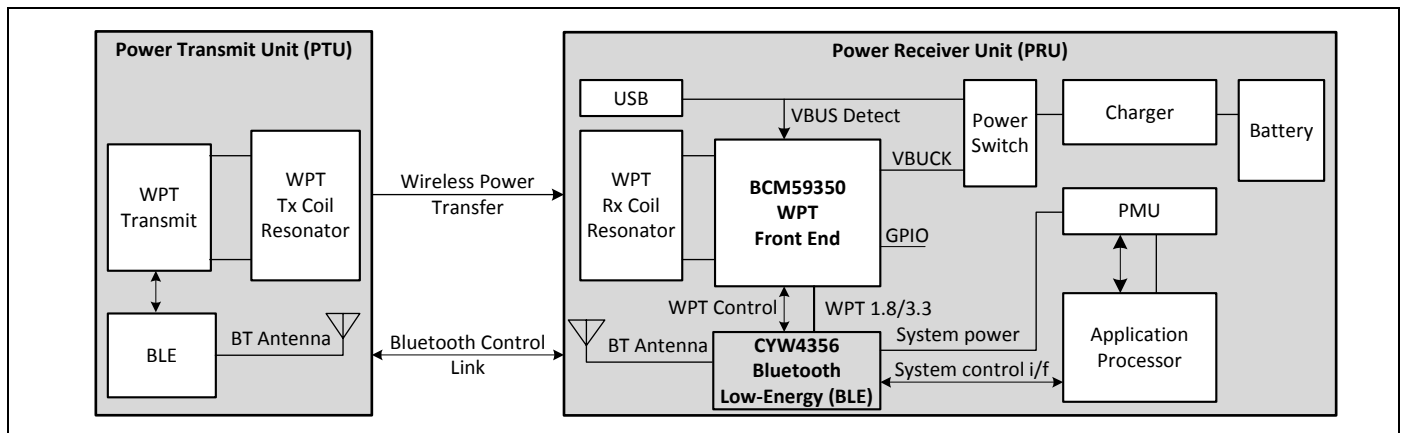 Power Transmit Unit (PTU)
WPT
Transmit
WPT
Tx Coil
Resonator
BLE
BT Antenna
Wireless Power
Transfer
Bluetooth Control
Link
Power Receiver Unit (PRU)
USB
VBUS Detect
WPT
Rx Coil
Resonator
BCM59350
WPT
Front End
VBUCK
GPIO
Power
Switch
Charger
Battery
PMU
WPT Control
WPT 1.8/3.3
BT Antenna
CYW4356
Bluetooth
Low-Energy (BLE)
System power
System control i/f
Application
Processor